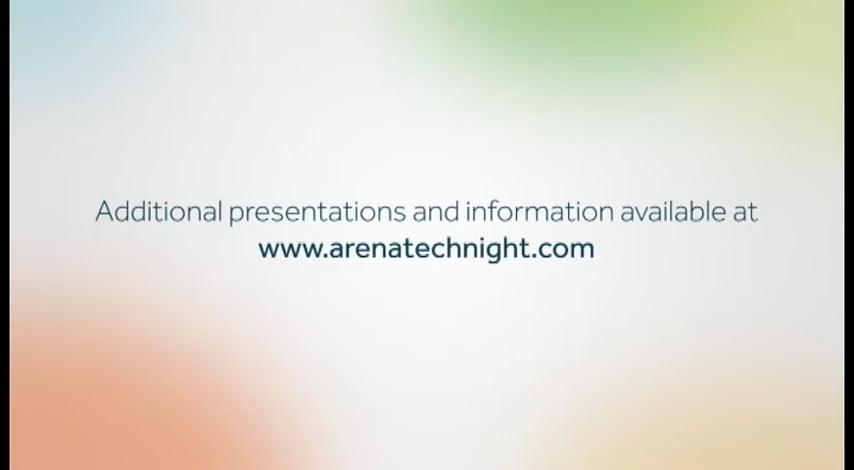 Additional presentations and information available at
www.arenatechnight.com